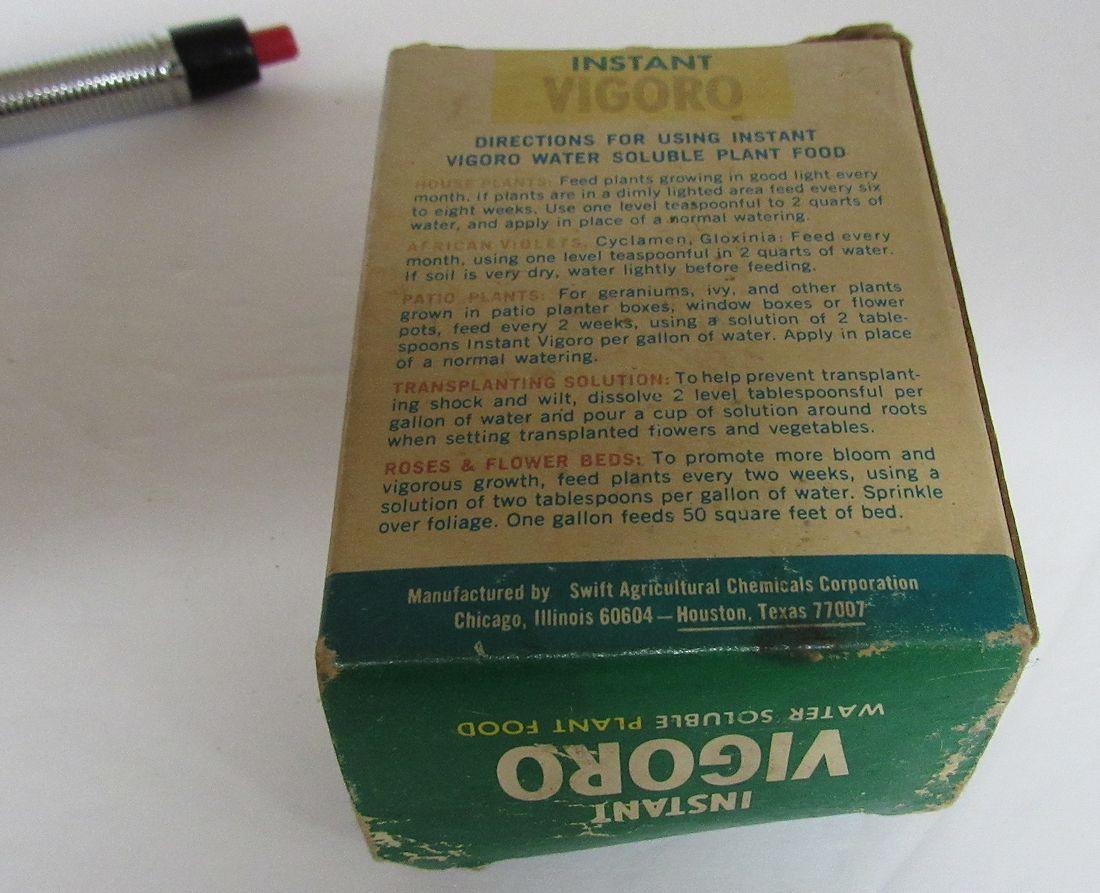 INSTANT
VIGORO
DIRECTIONS FOR USING INSTANT
VIGORO WATER SOLUBLE PLANT FOOD
HOUSE PLANTS: Feed plants growing in good light every
month. If plants are in a dimly lighted area feed every six
to eight weeks. Use one level teaspoonful to 2 quarts of
water, and apply in place of a normal watering.
AFRICAN VIOLETS, Cyclamen, Gloxinia: Feed every
month, using one level teaspoonful in 2 quarts of water.
If soil is very dry, water lightly before feeding.
PATIO PLANTS: For geraniums, ivy, and other plants
grown in patio planter boxes, window boxes or flower
pots, feed every 2 weeks, using a solution of 2 table-
spoons Instant Vigoro per gallon of water. Apply in place
of a normal watering.
TRANSPLANTING SOLUTION: To help prevent transplant-
ing shock and wilt, dissolve 2 level tablespoonsful per
gallon of water and pour a cup of solution around roots
when setting transplanted flowers and vegetables.
ROSES & FLOWER BEDS: To promote more bloom and
vigorous growth, feed plants every two weeks, using a
solution of two tablespoons per gallon of water. Sprinkle
over foliage. One gallon feeds 50 square feet of bed.
Manufactured by Swift Agricultural Chemicals Corporation
Chicago, Illinois 60604 — Houston, Texas 77007
INSTANT
VIGORO
WATER SOLUBLE PLANT FOOD